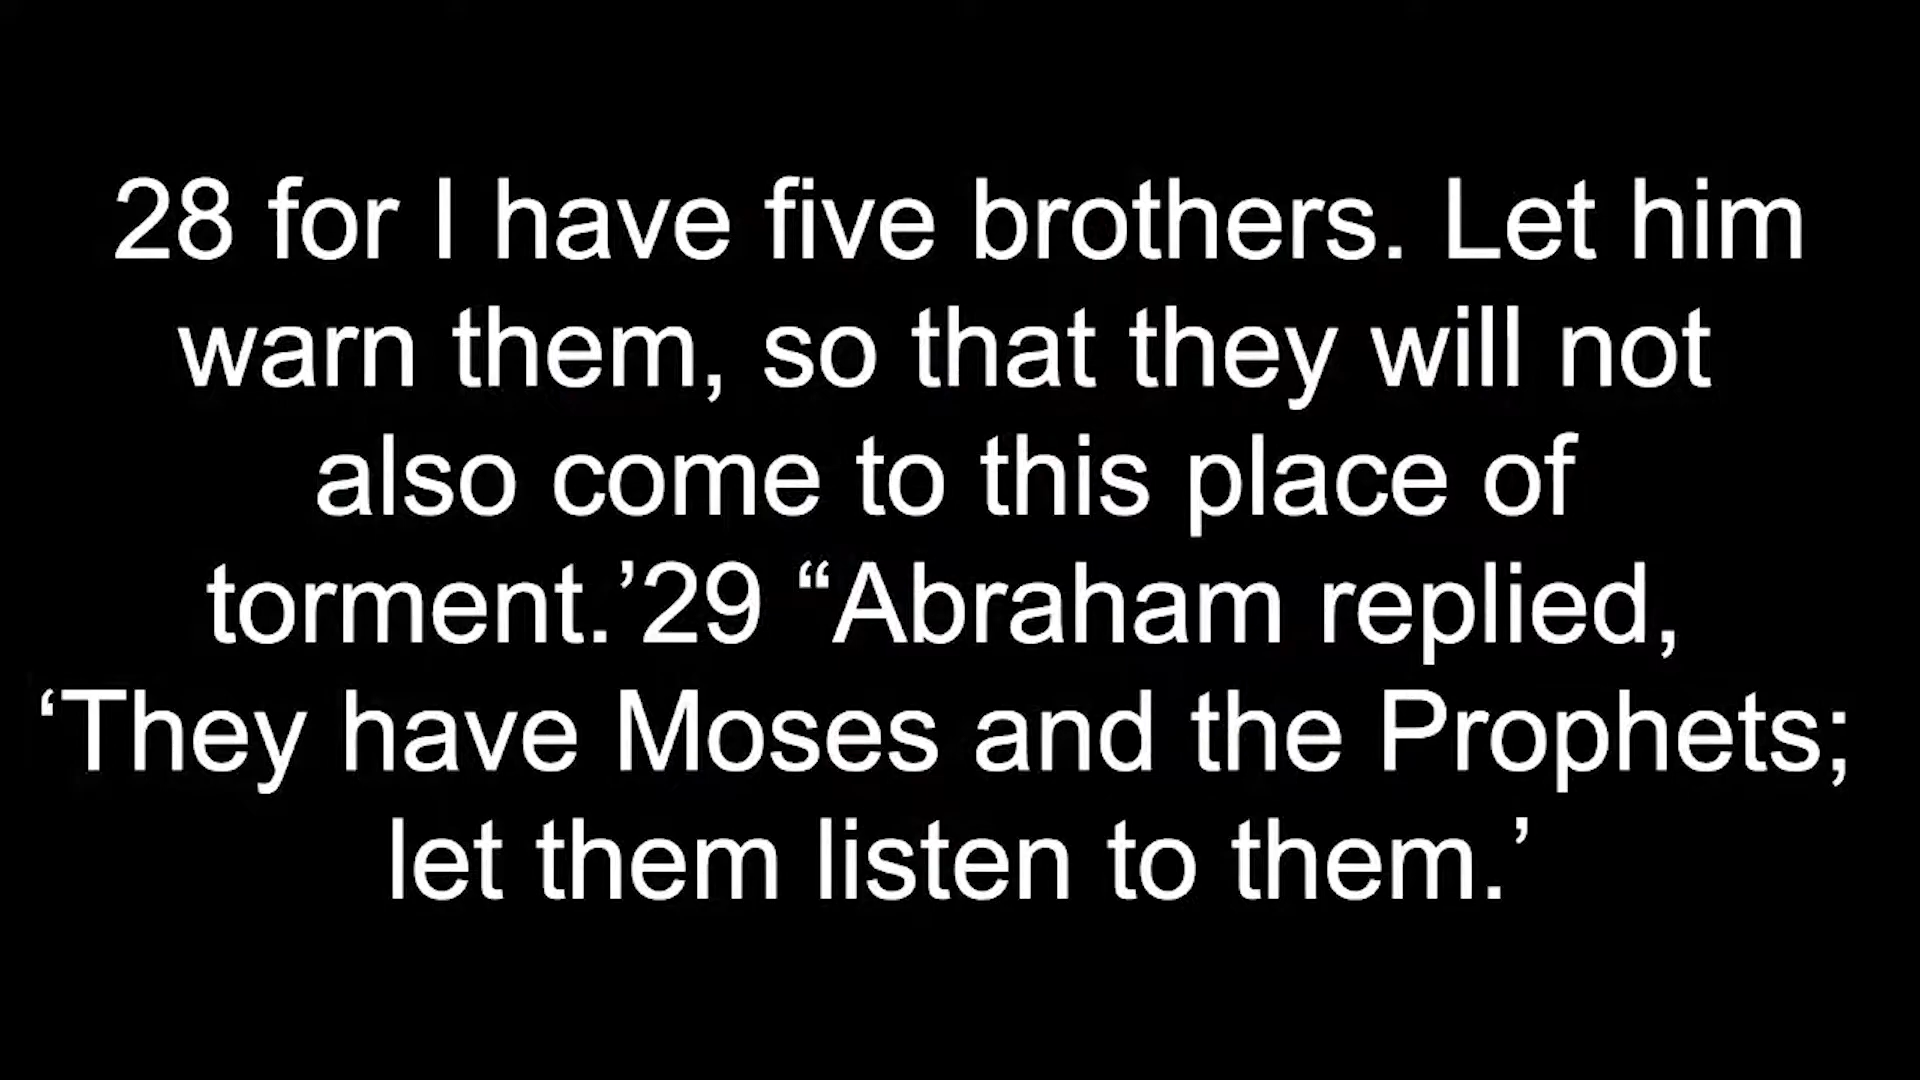 28 for I have five brothers. Let him
warn them, so that they will not
also come to this place of
torment.’29 “Abraham replied,
‘They have Moses and the Prophets;
let them listen to them.’